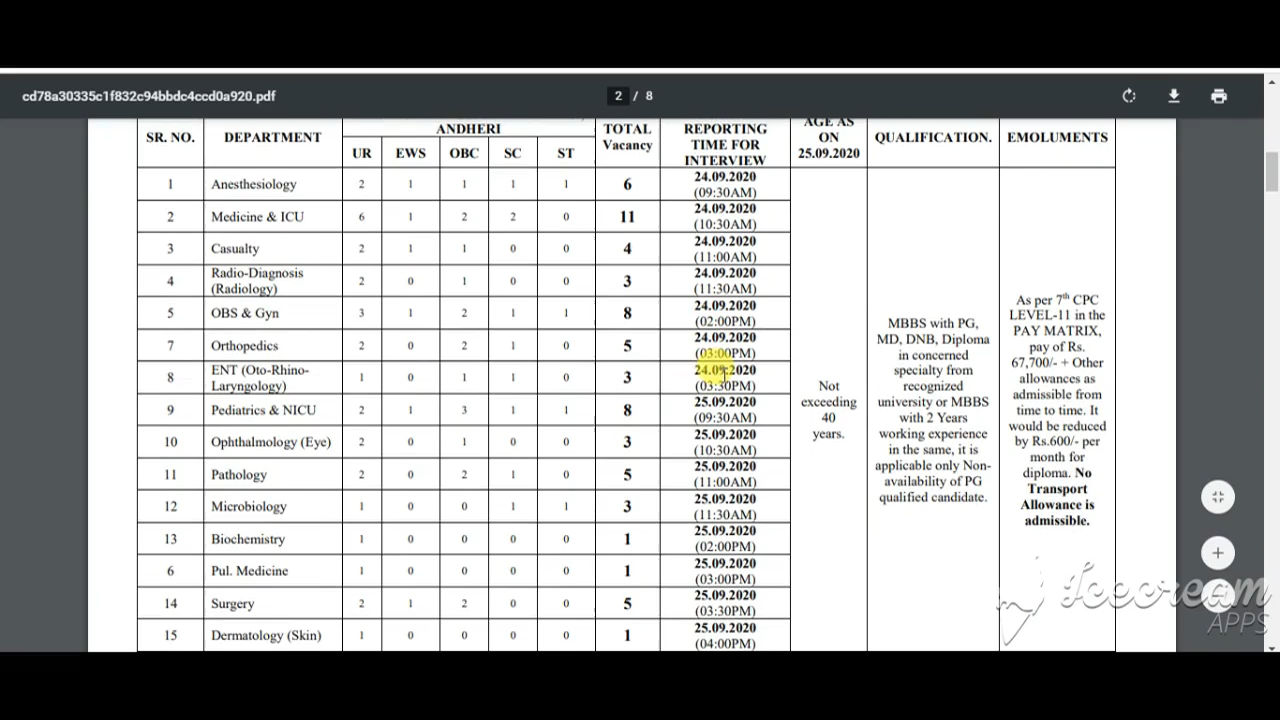 cd78a30335c1f832c94bbdc4ccd0a920.pdf
2 / 8
SR. NO. DEPARTMENT ANDHERI TOTAL Vacancy REPORTING TIME FOR INTERVIEW AGE AS ON 25.09.2020 QUALIFICATION. EMOLUMENTS
UR EWS OBC SC ST
1 Anesthesiology 2 1 1 1 1 6 24.09.2020 (09:30AM)
2 Medicine & ICU 6 1 2 2 0 11 24.09.2020 (10:30AM)
3 Casualty 2 1 1 0 0 4 24.09.2020 (11:00AM)
4 Radio-Diagnosis (Radiology) 2 0 1 0 0 3 24.09.2020 (11:30AM)
5 OBS & Gyn 3 1 2 1 1 8 24.09.2020 (02:00PM)
7 Orthopedics 2 0 2 1 0 5 24.09.2020 (03:00PM)
8 ENT (Oto-Rhino-Laryngology) 1 0 1 1 0 3 24.09.2020 (03:30PM)
9 Pediatrics & NICU 2 1 3 1 1 8 25.09.2020 (09:30AM)
10 Ophthalmology (Eye) 2 0 1 0 0 3 25.09.2020 (10:30AM)
11 Pathology 2 0 2 1 0 5 25.09.2020 (11:00AM)
12 Microbiology 1 0 0 1 1 3 25.09.2020 (11:30AM)
13 Biochemistry 1 0 0 0 0 1 25.09.2020 (02:00PM)
6 Pul. Medicine 1 0 0 0 0 1 25.09.2020 (03:00PM)
14 Surgery 2 1 2 0 0 5 25.09.2020 (03:30PM)
15 Dermatology (Skin) 1 0 0 0 0 1 25.09.2020 (04:00PM)
Not
exceeding
40
years.
MBBS with PG,
MD, DNB, Diploma
in concerned
specialty from
recognized
university or MBBS
with 2 Years
working experience
in the same, it is
applicable only Non-
availability of PG
qualified candidate.
As per 7th CPC
LEVEL-11 in the
PAY MATRIX,
pay of Rs.
67,700/- + Other
allowances as
admissible from
time to time. It
would be reduced
by Rs.600/- per
month for
diploma. No
Transport
Allowance is
admissible.
Icecream
APPS